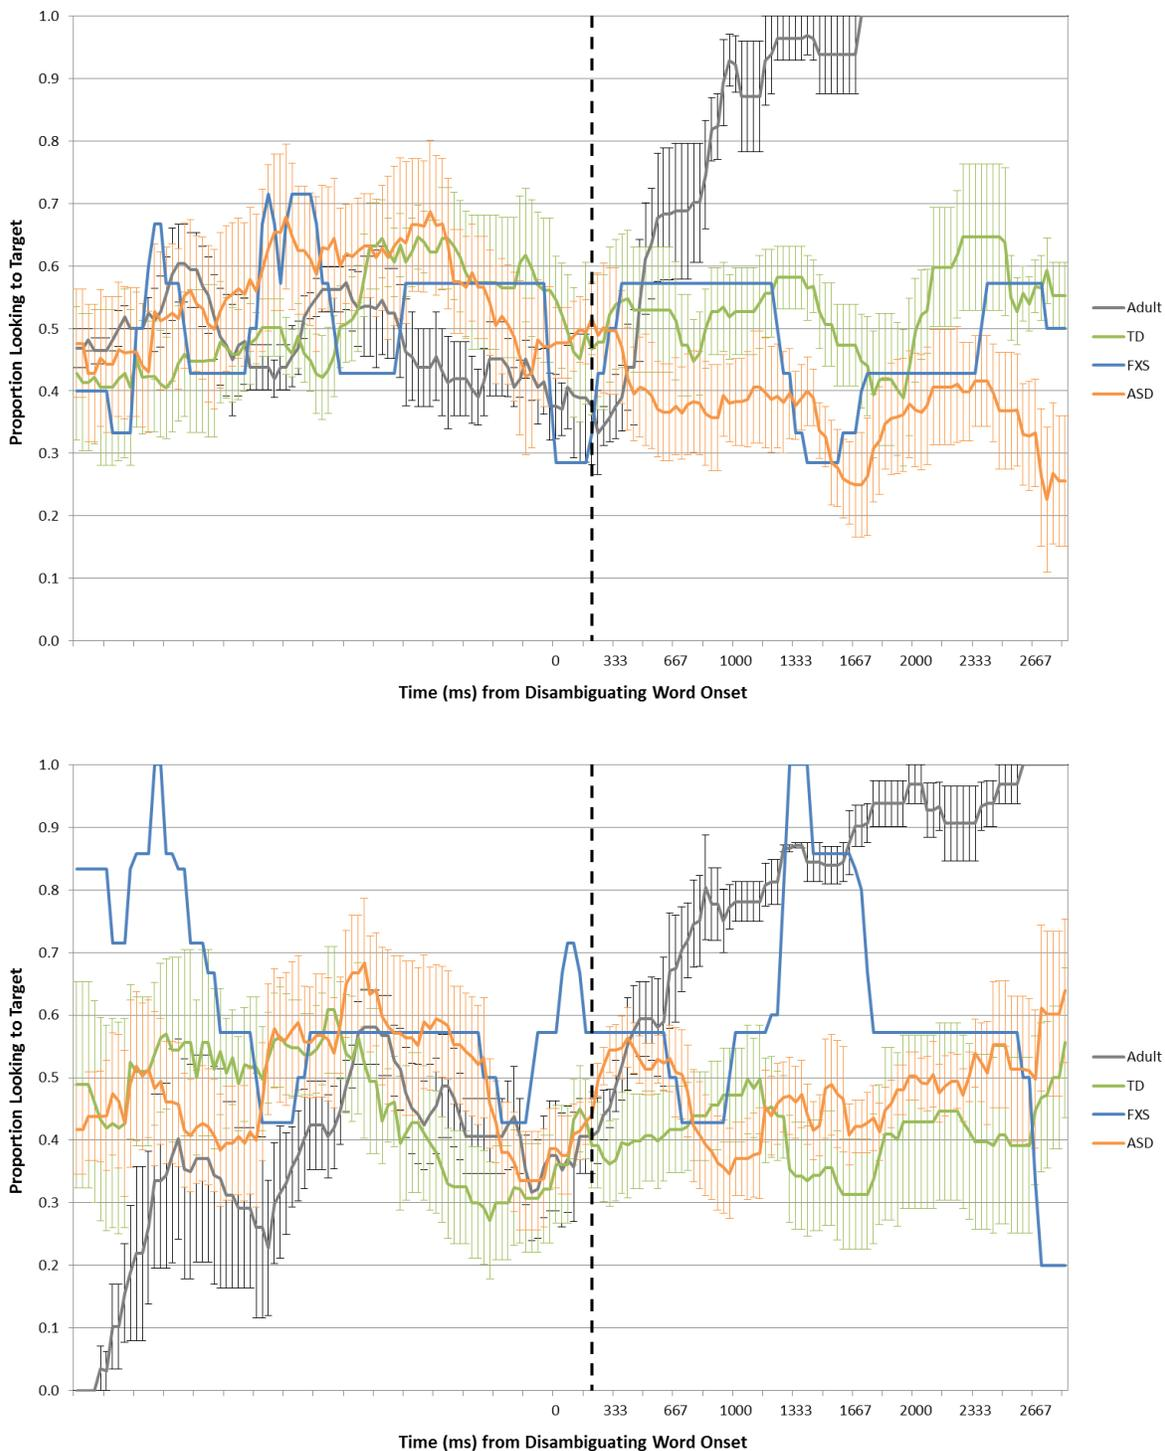 1.0
0.9
0.8
0.7
0.6
0.5
0.4
0.3
0.2
0.1
0.0
Proportion Looking to Target
0 333 667 1000 1333 1667 2000 2333 2667
Time (ms) from Disambiguating Word Onset
Adult
TD
FXS
ASD
1.0
0.9
0.8
0.7
0.6
0.5
0.4
0.3
0.2
0.1
0.0
Proportion Looking to Target
0 333 667 1000 1333 1667 2000 2333 2667
Time (ms) from Disambiguating Word Onset
Adult
TD
FXS
ASD